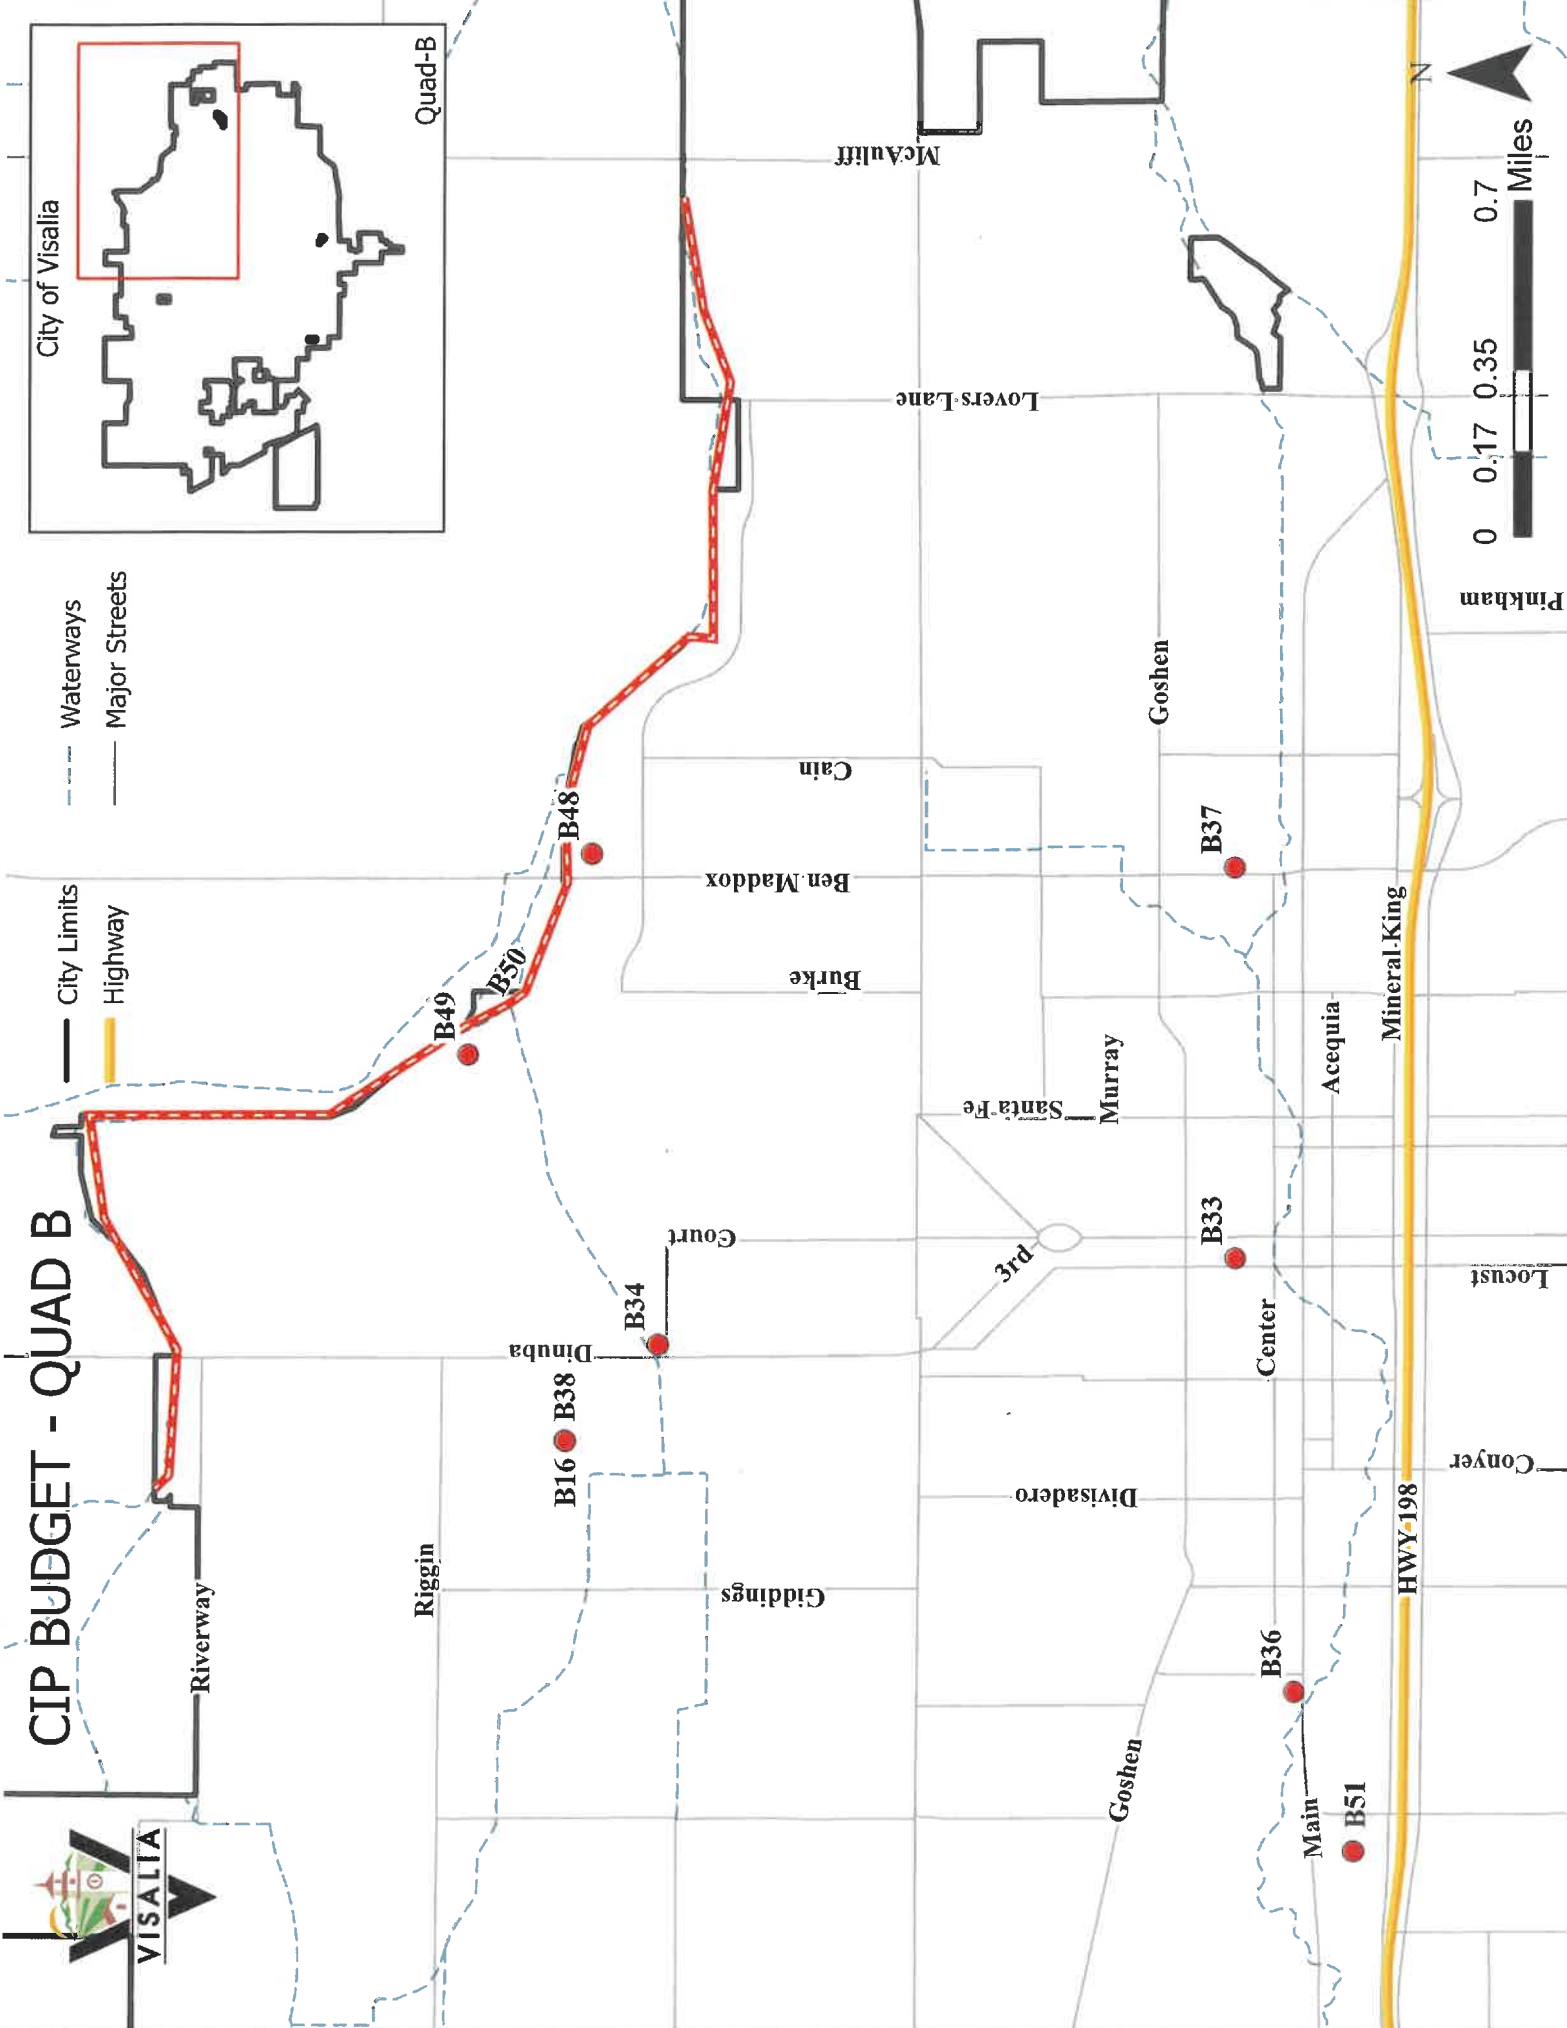 CIP BUDGET - QUAD B
VISALIA
City Limits
Highway
Waterways
Major Streets
City of Visalia
Quad-B
Riverway
Riggin
Giddings
Dinuba
Court
B16
B38
B34
B49
B50
B48
Burke
Ben Maddox
Cain
Lovers Lane
McAuliff
Goshen
Goshen
Divisadero
3rd
Santa Fe
Murray
B33
B37
B36
B51
Main
Center
Acequia
Mineral King
HWY 198
Conyer
Locust
Pinkham
0 0.17 0.35 0.7
Miles
N